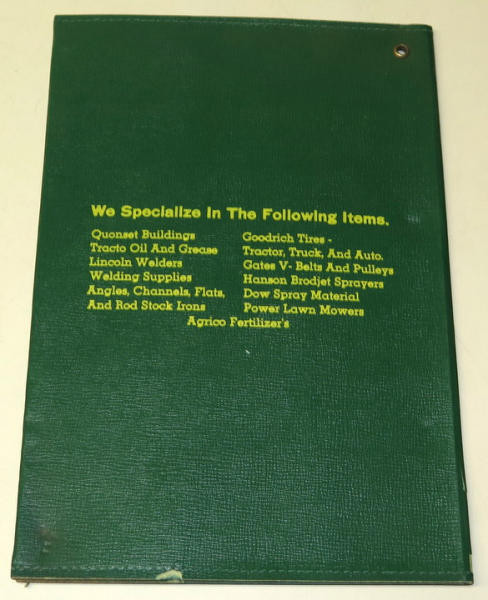 We Specialize In The Following Items.
Quonset Buildings
Tracto Oil And Grease
Lincoln Welders
Welding Supplies
Angles, Channels, Flats,
And Rod Stock Irons
Goodrich Tires -
Tractor, Truck, And Auto.
Gates V- Belts And Pulleys
Hanson Brodjet Sprayers
Dow Spray Material
Power Lawn Mowers
Agrico Fertilizer's